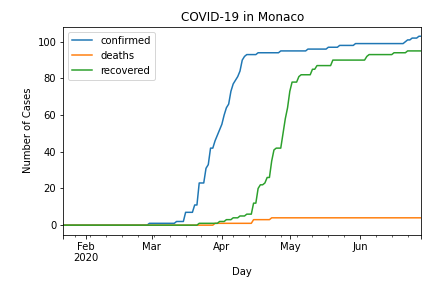 COVID-19 in Monaco
confirmed
deaths
recovered
Number of Cases
100
80
60
40
20
0
Feb
2020
Mar
Apr
May
Jun
Day